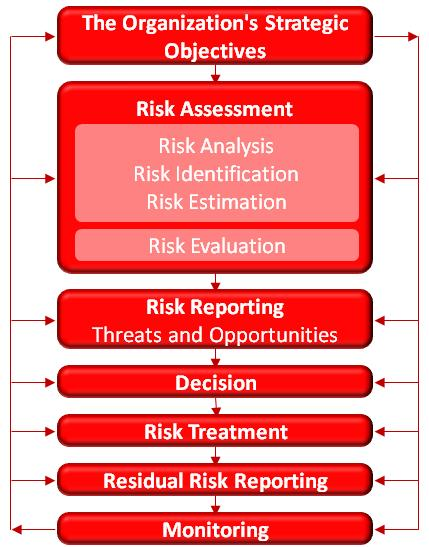 The Organization's Strategic
Objectives
Risk Assessment
Risk Analysis
Risk Identification
Risk Estimation
Risk Evaluation
Risk Reporting
Threats and Opportunities
Decision
Risk Treatment
Residual Risk Reporting
Monitoring